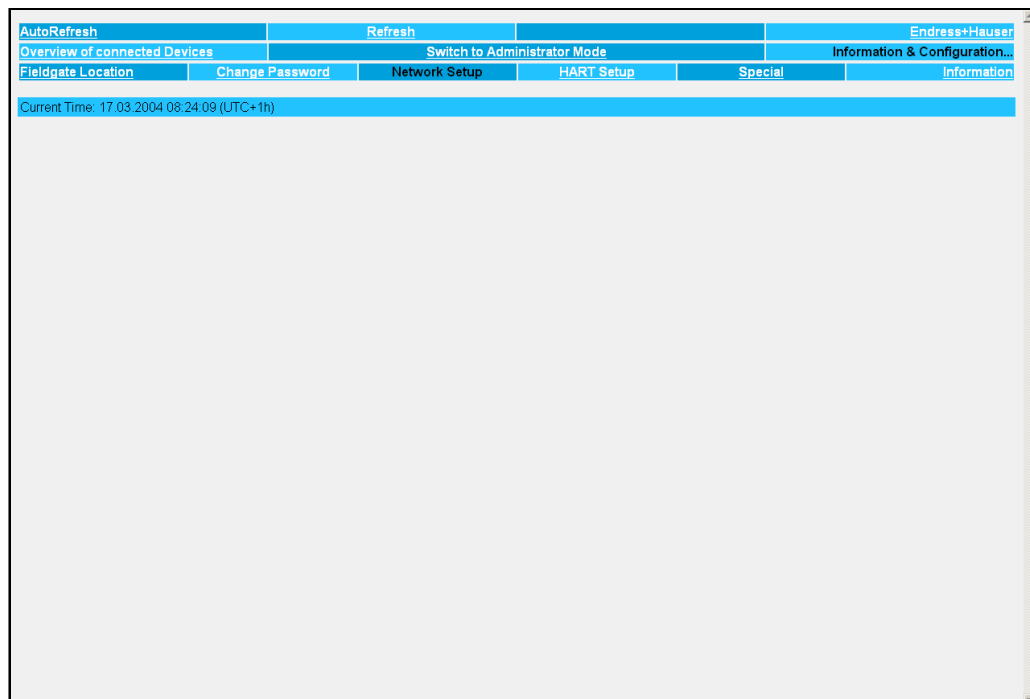 AutoRefresh Refresh Endress+Hauser
Overview of connected Devices Switch to Administrator Mode Information & Configuration...
Fieldgate Location Change Password Network Setup HART Setup Special Information
Current Time: 17.03.2004 08:24:09 (UTC+1h)